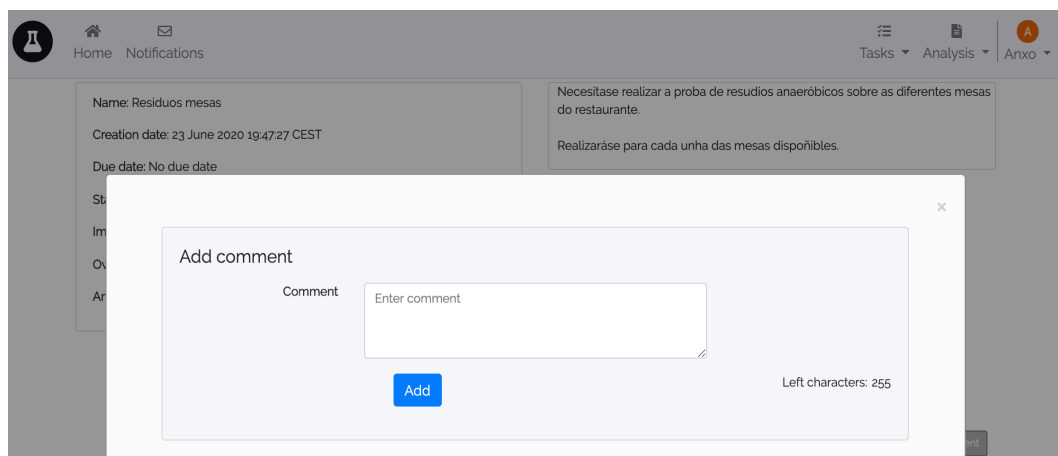 Home Notifications Tasks Analysis A Anxo
Name: Residuos mesas
Creation date: 23 June 2020 19:47:27 CEST
Due date: No due date
Necesítase realizar a proba de resudios anaeróbicos sobre as diferentes mesas
do restaurante.
Realizaráse para cada unha das mesas dispoñibles.
×
Add comment
Comment
Enter comment
Add
Left characters: 255